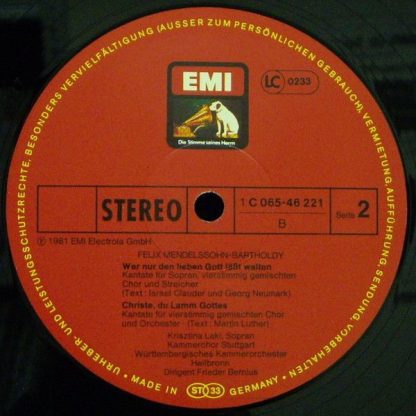 URHEBER- UND LEISTUNGSSCHUTZRECHTE, BESONDERS VERVIELFÄLTIGUNG (AUSSER ZUM PERSÖNLICHEN GEBRAUCH), VERMIETUNG, AUFFÜHRUNG, SENDUNG, VORBEHALTEN
EMI
Die Stimme seines Herrn
LC 0233
STEREO
1 C 065-46 221
B
Seite 2
℗ 1981 EMI Electrola GmbH
FELIX MENDELSSOHN-BARTHOLDY
Wer nur den lieben Gott läßt walten
Kantate für Sopran, vierstimmig gemischten
Chor und Streicher
(Text: Israel Clauder und Georg Neumark)
Christe, du Lamm Gottes
Kantate für vierstimmig gemischten Chor
und Orchester (Text: Martin Luther)
Krisztina Laki, Sopran
Kammerchor Stuttgart
Württembergisches Kammerorchester
Heilbronn
Dirigent Frieder Bernius
• MADE IN ST 33 GERMANY •